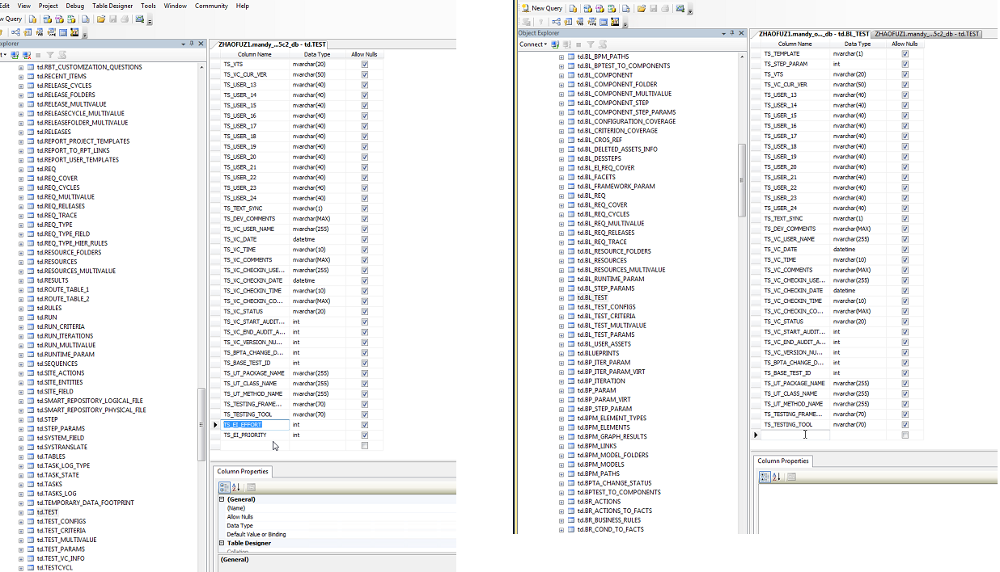 Edit View Project Debug Table Designer Tools Window Community Help
w Query
xplorer
td.RBT_CUSTOMIZATION_QUESTIONS
td.RECENT_ITEMS
td.RELEASE_CYCLES
td.RELEASE_FOLDERS
td.RELEASE_MULTIVALUE
td.RELEASECYCLE_MULTIVALUE
td.RELEASEFOLDER_MULTIVALUE
td.RELEASES
td.REPORT_PROJECT_TEMPLATES
td.REPORT_TO_RPT_LINKS
td.REPORT_USER_TEMPLATES
td.REQ
td.REQ_COVER
td.REQ_CYCLES
td.REQ_MULTIVALUE
td.REQ_RELEASES
td.REQ_TRACE
td.REQ_TYPE
td.REQ_TYPE_FIELD
td.REQ_TYPE_HIER_RULES
td.RESOURCE_FOLDERS
td.RESOURCES
td.RESOURCES_MULTIVALUE
td.RESULTS
td.ROUTE_TABLE_1
td.ROUTE_TABLE_2
td.RULES
td.RUN
td.RUN_CRITERIA
td.RUN_ITERATIONS
td.RUN_MULTIVALUE
td.RUNTIME_PARAM
td.SEQUENCES
td.SITE_ACTIONS
td.SITE_ENTITIES
td.SITE_FIELD
td.SMART_REPOSITORY_LOGICAL_FILE
td.SMART_REPOSITORY_PHYSICAL_FILE
td.STEP
td.STEP_PARAMS
td.SYSTEM_FIELD
td.SYSTRANSLATE
td.TABLES
td.TASK_LOG_TYPE
td.TASK_STATE
td.TASKS
td.TASKS_LOG
td.TEMPORARY_DATA_FOOTPRINT
td.TEST
td.TEST_CONFIGS
td.TEST_CRITERIA
td.TEST_MULTIVALUE
td.TEST_PARAMS
td.TEST_VC_INFO
td.TESTCYCL
ZHAOFUZ1.mandy_...5c2_db - td.TEST
Column Name Data Type Allow Nulls
TS_VTS nvarchar(20)
TS_VC_CUR_VER nvarchar(50)
TS_USER_13 nvarchar(40)
TS_USER_14 nvarchar(40)
TS_USER_15 nvarchar(40)
TS_USER_16 nvarchar(40)
TS_USER_17 nvarchar(40)
TS_USER_18 nvarchar(40)
TS_USER_19 nvarchar(40)
TS_USER_20 nvarchar(40)
TS_USER_21 nvarchar(40)
TS_USER_22 nvarchar(40)
TS_USER_23 nvarchar(40)
TS_USER_24 nvarchar(40)
TS_TEXT_SYNC nvarchar(1)
TS_DEV_COMMENTS nvarchar(MAX)
TS_VC_USER_NAME nvarchar(255)
TS_VC_DATE datetime
TS_VC_TIME nvarchar(10)
TS_VC_COMMENTS nvarchar(MAX)
TS_VC_CHECKIN_USE... nvarchar(255)
TS_VC_CHECKIN_DATE datetime
TS_VC_CHECKIN_TIME nvarchar(10)
TS_VC_CHECKIN_CO... nvarchar(MAX)
TS_VC_STATUS nvarchar(20)
TS_VC_START_AUDIT... int
TS_VC_END_AUDIT_A... int
TS_VC_VERSION_NU... int
TS_BPTA_CHANGE_D... int
TS_BASE_TEST_ID int
TS_UT_PACKAGE_NAME nvarchar(255)
TS_UT_CLASS_NAME nvarchar(255)
TS_UT_METHOD_NAME nvarchar(255)
TS_TESTING_FRAME... nvarchar(70)
TS_TESTING_TOOL nvarchar(70)
TS_EI_EFFORT int
TS_EI_PRIORITY int
Column Properties
(General)
(Name)
Allow Nulls
Data Type
Default Value or Binding
Table Designer
Collation
(General)
New Query
Object Explorer
Connect
td.BL_BPM_PATHS
td.BL_BPTEST_TO_COMPONENTS
td.BL_COMPONENT
td.BL_COMPONENT_FOLDER
td.BL_COMPONENT_MULTIVALUE
td.BL_COMPONENT_STEP
td.BL_COMPONENT_STEP_PARAMS
td.BL_CONFIGURATION_COVERAGE
td.BL_CRITERION_COVERAGE
td.BL_CROS_REF
td.BL_DELETED_ASSETS_INFO
td.BL_DESSTEPS
td.BL_EI_REQ_COVER
td.BL_FACETS
td.BL_FRAMEWORK_PARAM
td.BL_REQ
td.BL_REQ_COVER
td.BL_REQ_CYCLES
td.BL_REQ_MULTIVALUE
td.BL_REQ_RELEASES
td.BL_REQ_TRACE
td.BL_RESOURCE_FOLDERS
td.BL_RESOURCES
td.BL_RESOURCES_MULTIVALUE
td.BL_RUNTIME_PARAM
td.BL_STEP_PARAMS
td.BL_TEST
td.BL_TEST_CONFIGS
td.BL_TEST_CRITERIA
td.BL_TEST_MULTIVALUE
td.BL_TEST_PARAMS
td.BL_USER_ASSETS
td.BLUEPRINTS
td.BP_ITER_PARAM
td.BP_ITER_PARAM_VIRT
td.BP_ITERATION
td.BP_PARAM
td.BP_PARAM_VIRT
td.BP_STEP_PARAM
td.BPM_ELEMENT_TYPES
td.BPM_ELEMENTS
td.BPM_GRAPH_RESULTS
td.BPM_LINKS
td.BPM_MODEL_FOLDERS
td.BPM_MODELS
td.BPM_PATHS
td.BPTA_CHANGE_STATUS
td.BPTEST_TO_COMPONENTS
td.BR_ACTIONS
td.BR_ACTIONS_TO_FACTS
td.BR_BUSINESS_RULES
td.BR_COND_TO_FACTS
ZHAOFUZ1.mandy_o..._db - td.BL_TEST ZHAOFUZ1.mandy_...5c2_db - td.TEST
Column Name Data Type Allow Nulls
TS_TEMPLATE nvarchar(1)
TS_STEP_PARAM int
TS_VTS nvarchar(20)
TS_VC_CUR_VER nvarchar(50)
TS_USER_13 nvarchar(40)
TS_USER_14 nvarchar(40)
TS_USER_15 nvarchar(40)
TS_USER_16 nvarchar(40)
TS_USER_17 nvarchar(40)
TS_USER_18 nvarchar(40)
TS_USER_19 nvarchar(40)
TS_USER_20 nvarchar(40)
TS_USER_21 nvarchar(40)
TS_USER_22 nvarchar(40)
TS_USER_23 nvarchar(40)
TS_USER_24 nvarchar(40)
TS_TEXT_SYNC nvarchar(1)
TS_DEV_COMMENTS nvarchar(MAX)
TS_VC_USER_NAME nvarchar(255)
TS_VC_DATE datetime
TS_VC_TIME nvarchar(10)
TS_VC_COMMENTS nvarchar(MAX)
TS_VC_CHECKIN_USE... nvarchar(255)
TS_VC_CHECKIN_DATE datetime
TS_VC_CHECKIN_TIME nvarchar(10)
TS_VC_CHECKIN_CO... nvarchar(MAX)
TS_VC_STATUS nvarchar(20)
TS_VC_START_AUDIT... int
TS_VC_END_AUDIT_A... int
TS_VC_VERSION_NU... int
TS_BPTA_CHANGE_D... int
TS_BASE_TEST_ID int
TS_UT_PACKAGE_NAME nvarchar(255)
TS_UT_CLASS_NAME nvarchar(255)
TS_UT_METHOD_NAME nvarchar(255)
TS_TESTING_FRAME... nvarchar(70)
TS_TESTING_TOOL nvarchar(70)
Column Properties